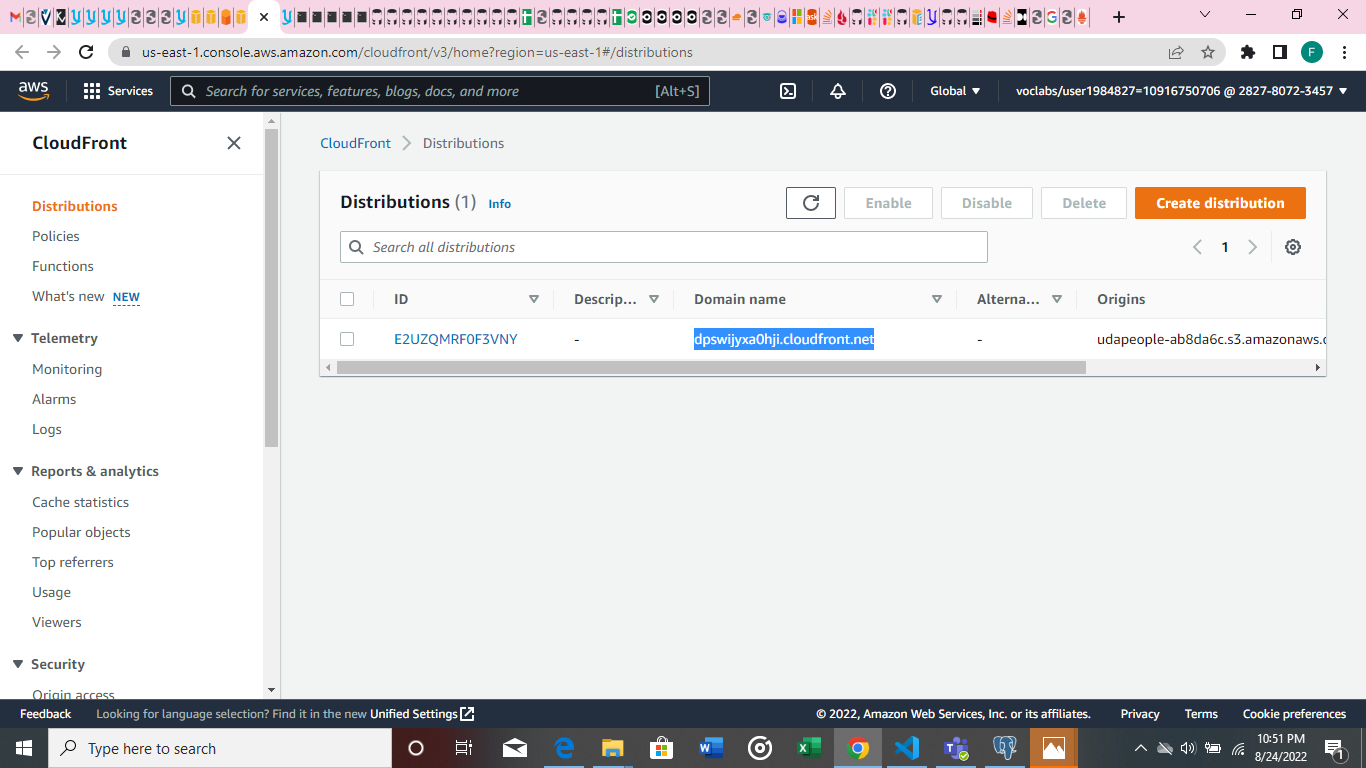 us-east-1.console.aws.amazon.com/cloudfront/v3/home?region=us-east-1#/distributions
F
aws
Services
Search for services, features, blogs, docs, and more
[Alt+S]
Global
voclabs/user1984827=10916750706 @ 2827-8072-3457
CloudFront
Distributions
Policies
Functions
What's new NEW
Telemetry
Monitoring
Alarms
Logs
Reports & analytics
Cache statistics
Popular objects
Top referrers
Usage
Viewers
Security
Origin access
CloudFront
Distributions
Distributions (1) Info
Enable
Disable
Delete
Create distribution
Search all distributions
1
ID
Descrip...
Domain name
Alterna...
Origins
E2UZQMRF0F3VNY
-
dpswijyxa0hji.cloudfront.net
-
udapeople-ab8da6c.s3.amazonaws.c
Feedback
Looking for language selection? Find it in the new Unified Settings
© 2022, Amazon Web Services, Inc. or its affiliates.
Privacy
Terms
Cookie preferences
Type here to search
10:51 PM
8/24/2022
1